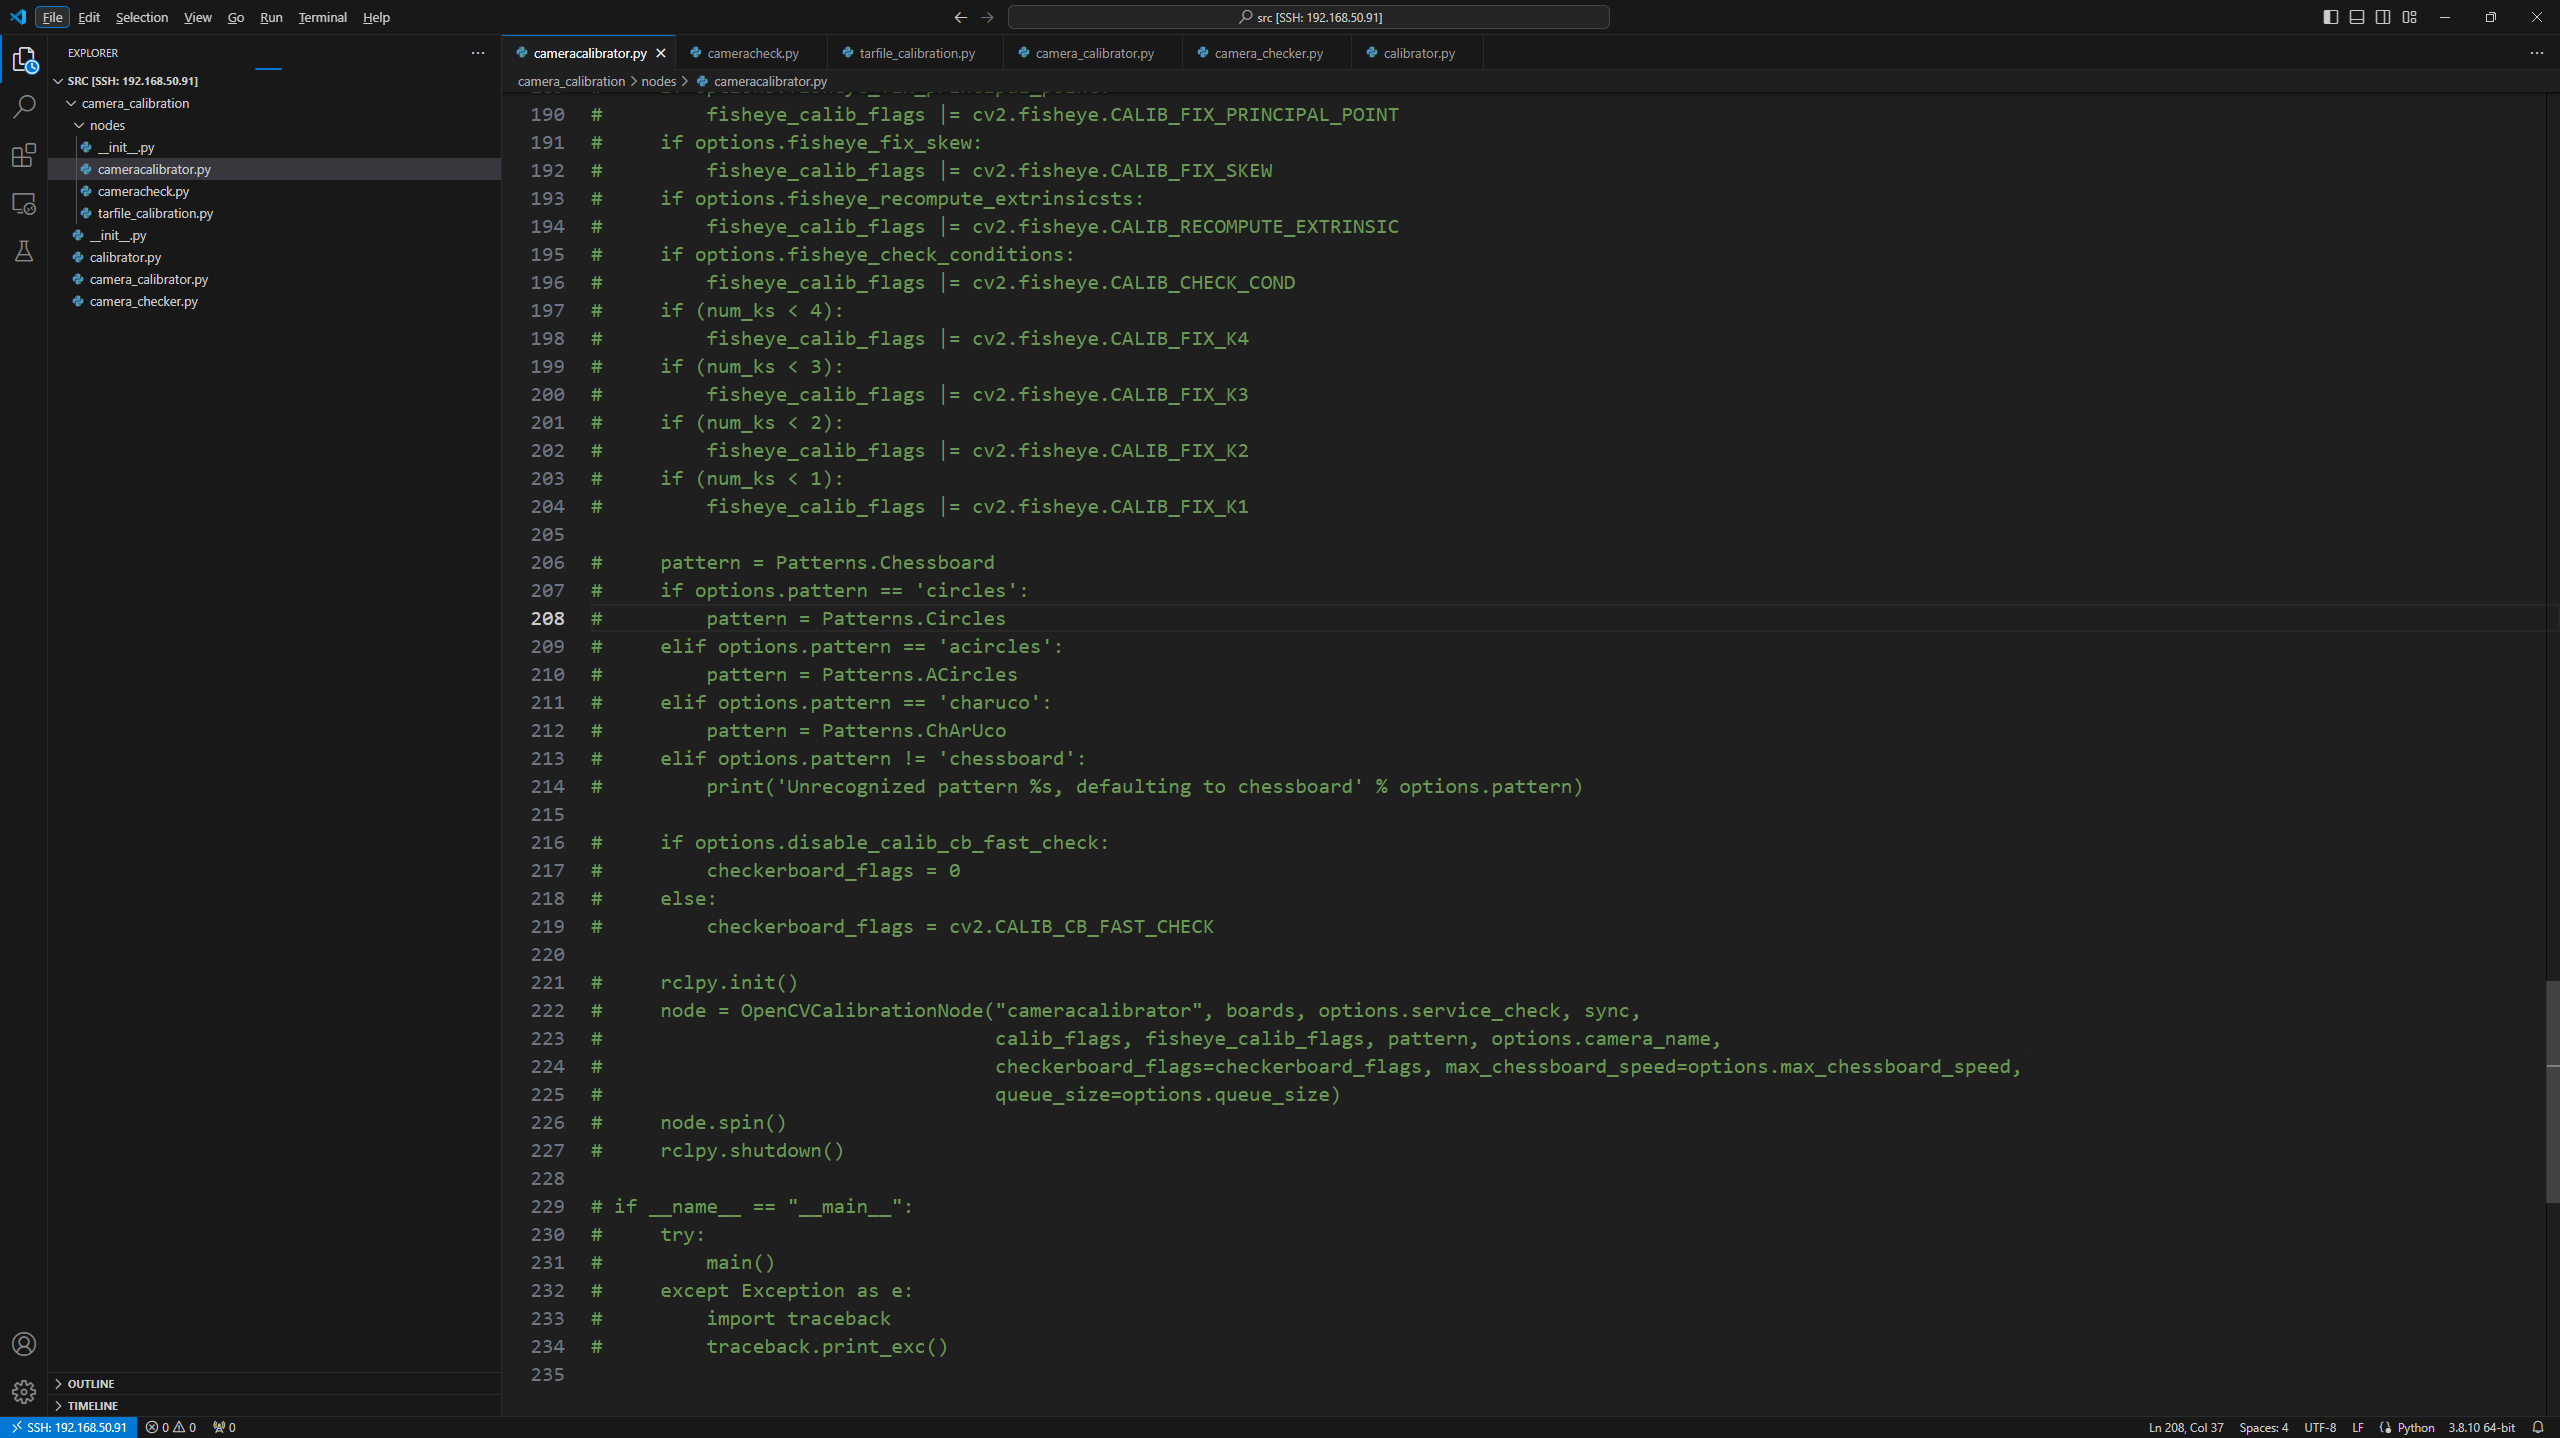 File Edit Selection View Go Run Terminal Help
src [SSH: 192.168.50.91]
EXPLORER
SRC [SSH: 192.168.50.91]
camera_calibration
nodes
__init__.py
cameracalibrator.py
cameracheck.py
tarfile_calibration.py
__init__.py
calibrator.py
camera_calibrator.py
camera_checker.py
OUTLINE
TIMELINE
cameracalibrator.py cameracheck.py tarfile_calibration.py camera_calibrator.py camera_checker.py calibrator.py
camera_calibration > nodes > cameracalibrator.py
190 #         fisheye_calib_flags |= cv2.fisheye.CALIB_FIX_PRINCIPAL_POINT
191 #     if options.fisheye_fix_skew:
192 #         fisheye_calib_flags |= cv2.fisheye.CALIB_FIX_SKEW
193 #     if options.fisheye_recompute_extrinsicsts:
194 #         fisheye_calib_flags |= cv2.fisheye.CALIB_RECOMPUTE_EXTRINSIC
195 #     if options.fisheye_check_conditions:
196 #         fisheye_calib_flags |= cv2.fisheye.CALIB_CHECK_COND
197 #     if (num_ks < 4):
198 #         fisheye_calib_flags |= cv2.fisheye.CALIB_FIX_K4
199 #     if (num_ks < 3):
200 #         fisheye_calib_flags |= cv2.fisheye.CALIB_FIX_K3
201 #     if (num_ks < 2):
202 #         fisheye_calib_flags |= cv2.fisheye.CALIB_FIX_K2
203 #     if (num_ks < 1):
204 #         fisheye_calib_flags |= cv2.fisheye.CALIB_FIX_K1
205
206 #     pattern = Patterns.Chessboard
207 #     if options.pattern == 'circles':
208 #         pattern = Patterns.Circles
209 #     elif options.pattern == 'acircles':
210 #         pattern = Patterns.ACircles
211 #     elif options.pattern == 'charuco':
212 #         pattern = Patterns.ChArUco
213 #     elif options.pattern != 'chessboard':
214 #         print('Unrecognized pattern %s, defaulting to chessboard' % options.pattern)
215
216 #     if options.disable_calib_cb_fast_check:
217 #         checkerboard_flags = 0
218 #     else:
219 #         checkerboard_flags = cv2.CALIB_CB_FAST_CHECK
220
221 #     rclpy.init()
222 #     node = OpenCVCalibrationNode("cameracalibrator", boards, options.service_check, sync,
223 #                                  calib_flags, fisheye_calib_flags, pattern, options.camera_name,
224 #                                  checkerboard_flags=checkerboard_flags, max_chessboard_speed=options.max_chessboard_speed,
225 #                                  queue_size=options.queue_size)
226 #     node.spin()
227 #     rclpy.shutdown()
228
229 # if __name__ == "__main__":
230 #     try:
231 #         main()
232 #     except Exception as e:
233 #         import traceback
234 #         traceback.print_exc()
235
SSH: 192.168.50.91 0 0 0 Ln 208, Col 37 Spaces: 4 UTF-8 LF Python 3.8.10 64-bit